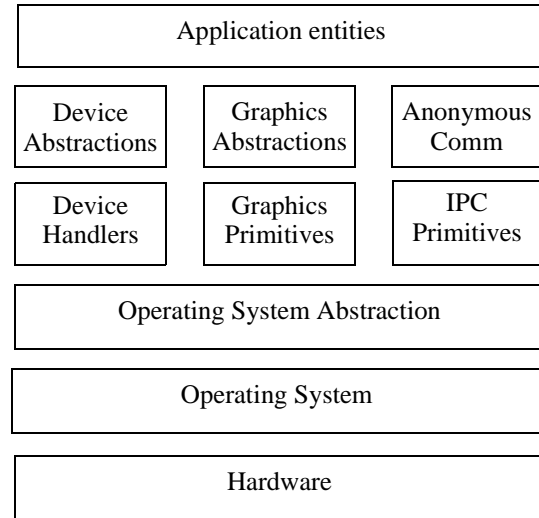 Application entities
Device
Abstractions
Graphics
Abstractions
Anonymous
Comm
Device
Handlers
Graphics
Primitives
IPC
Primitives
Operating System Abstraction
Operating System
Hardware